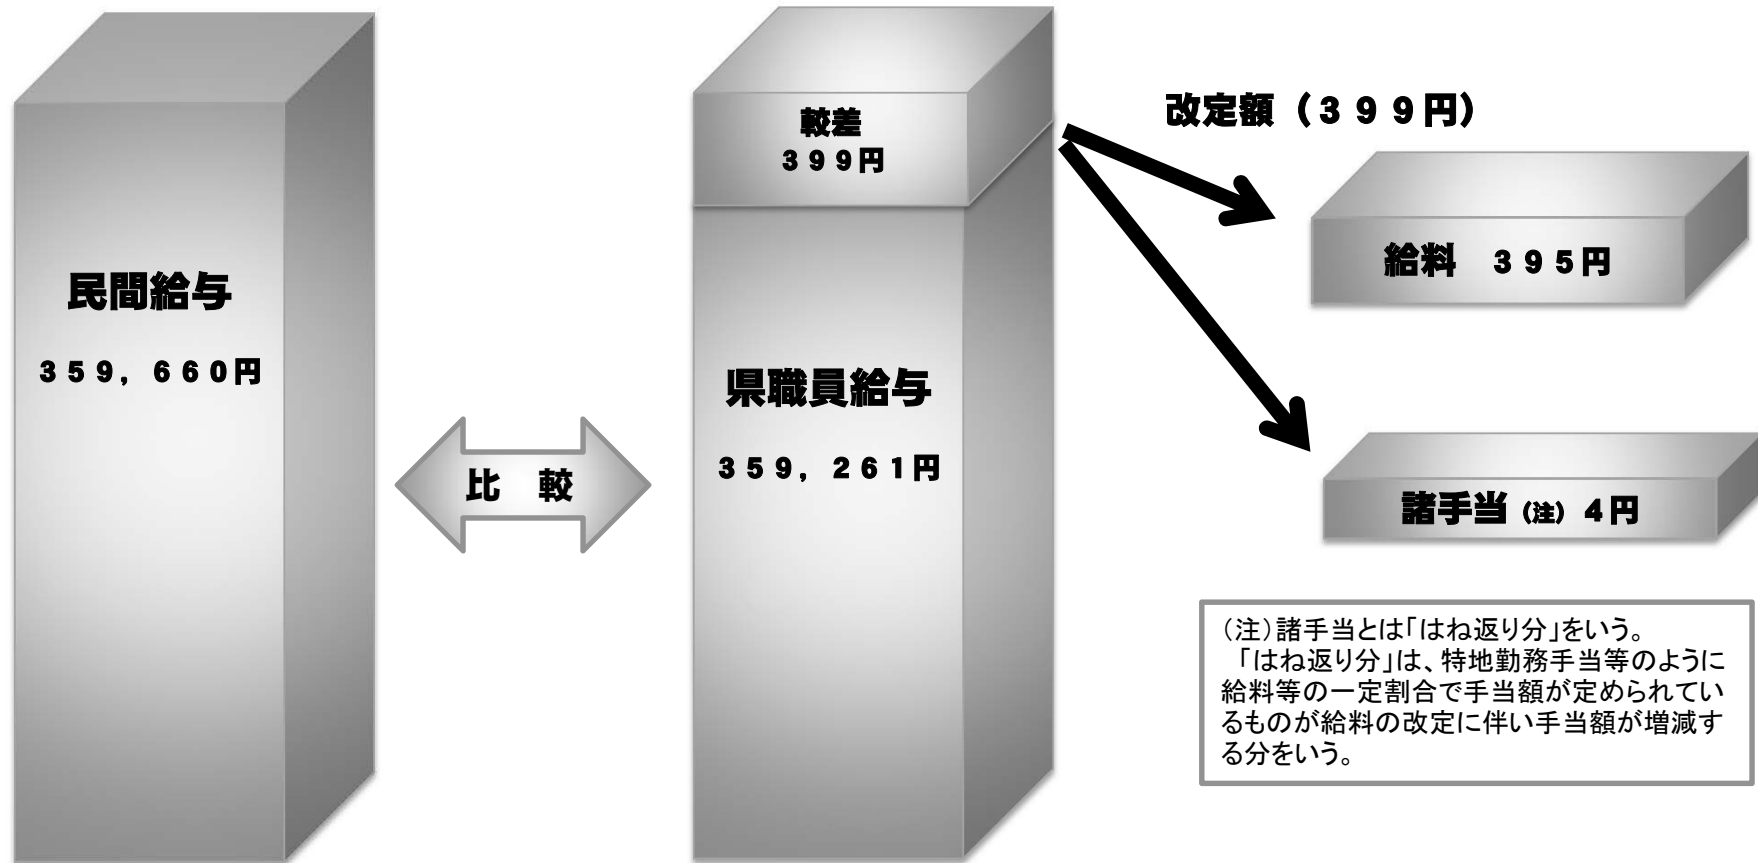 民間給与
３５９，６６０円
比　較
較差
３９９円
県職員給与
３５９，２６１円
改定額（３９９円）
給料　３９５円
諸手当（注）４円
（注）諸手当とは「はね返り分」をいう。
「はね返り分」は、特地勤務手当等のように
給料等の一定割合で手当額が定められてい
るものが給料の改定に伴い手当額が増減す
る分をいう。